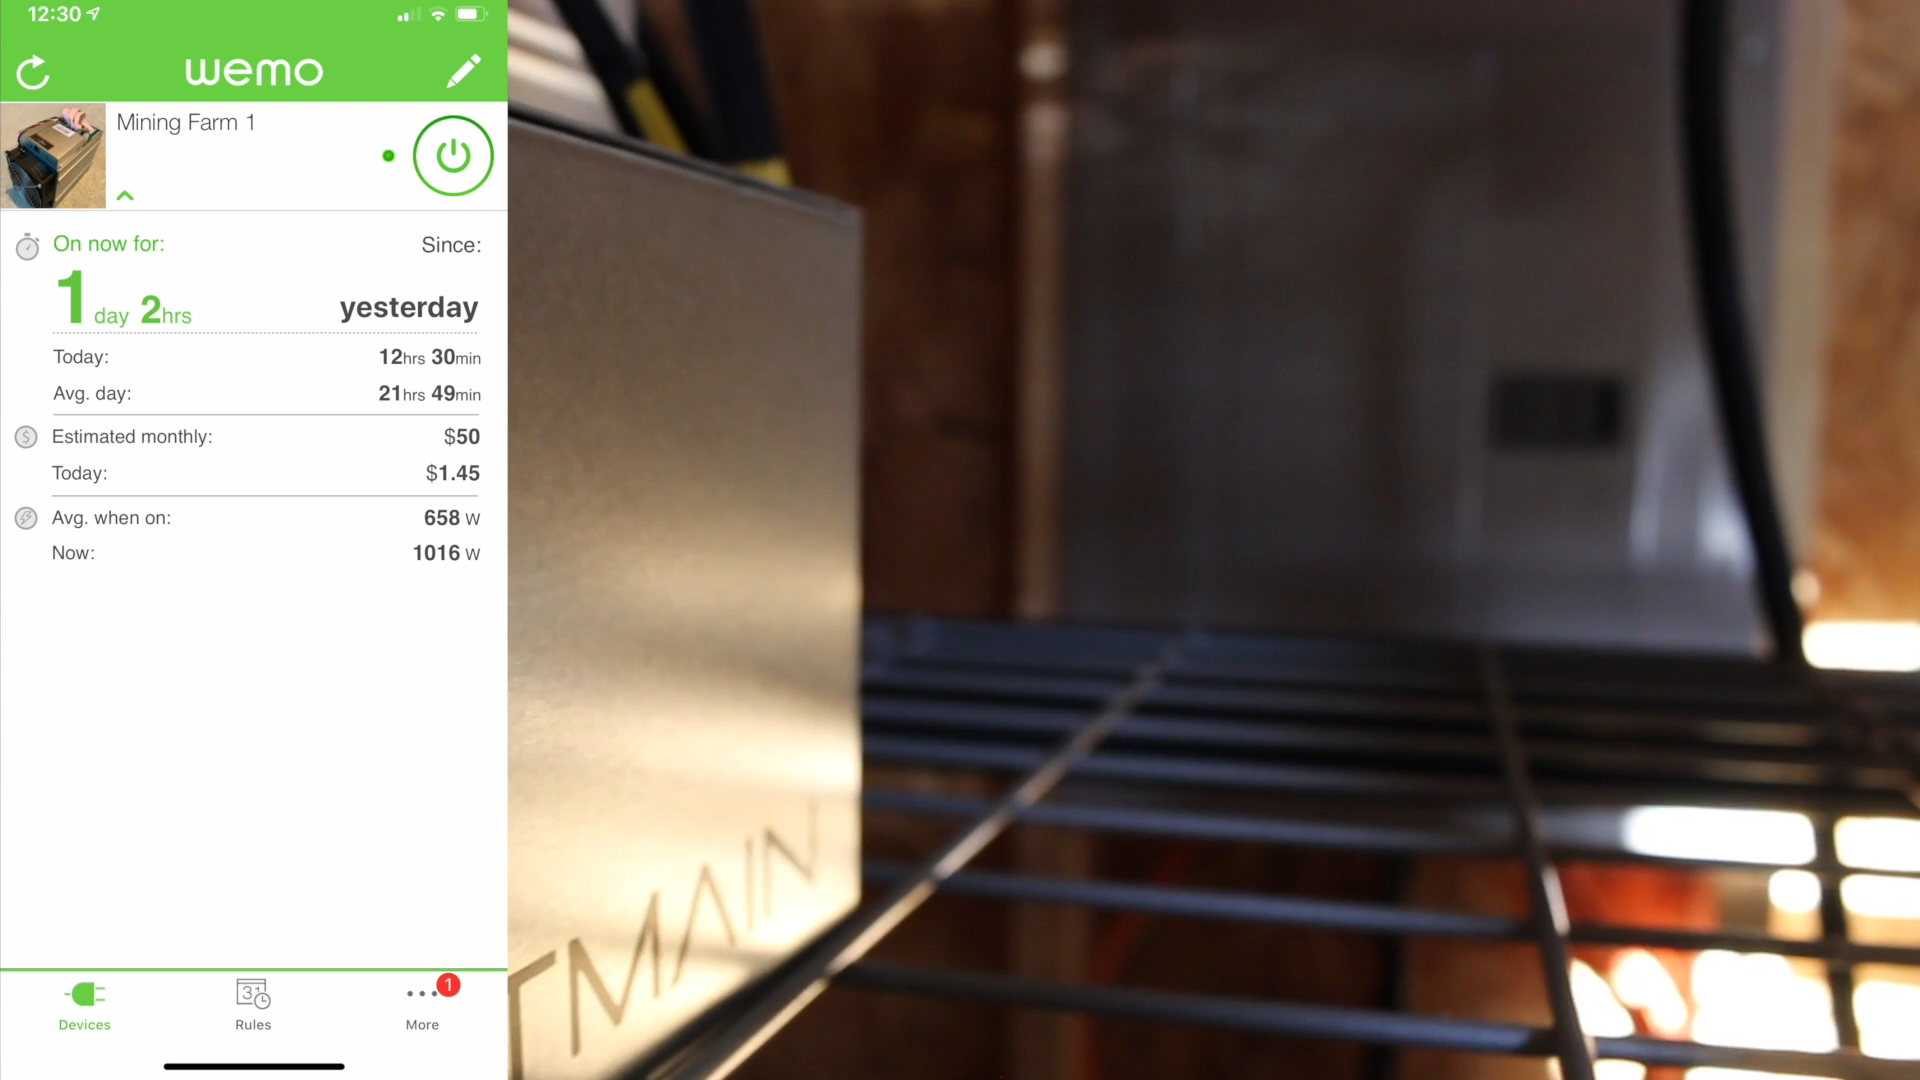 12:30
wemo
Mining Farm 1
On now for:
Since:
1 day 2hrs
yesterday
Today:
12hrs 30min
Avg. day:
21hrs 49min
Estimated monthly:
$50
Today:
$1.45
Avg. when on:
658 W
Now:
1016 W
TMAIN
1
31
Devices
Rules
More